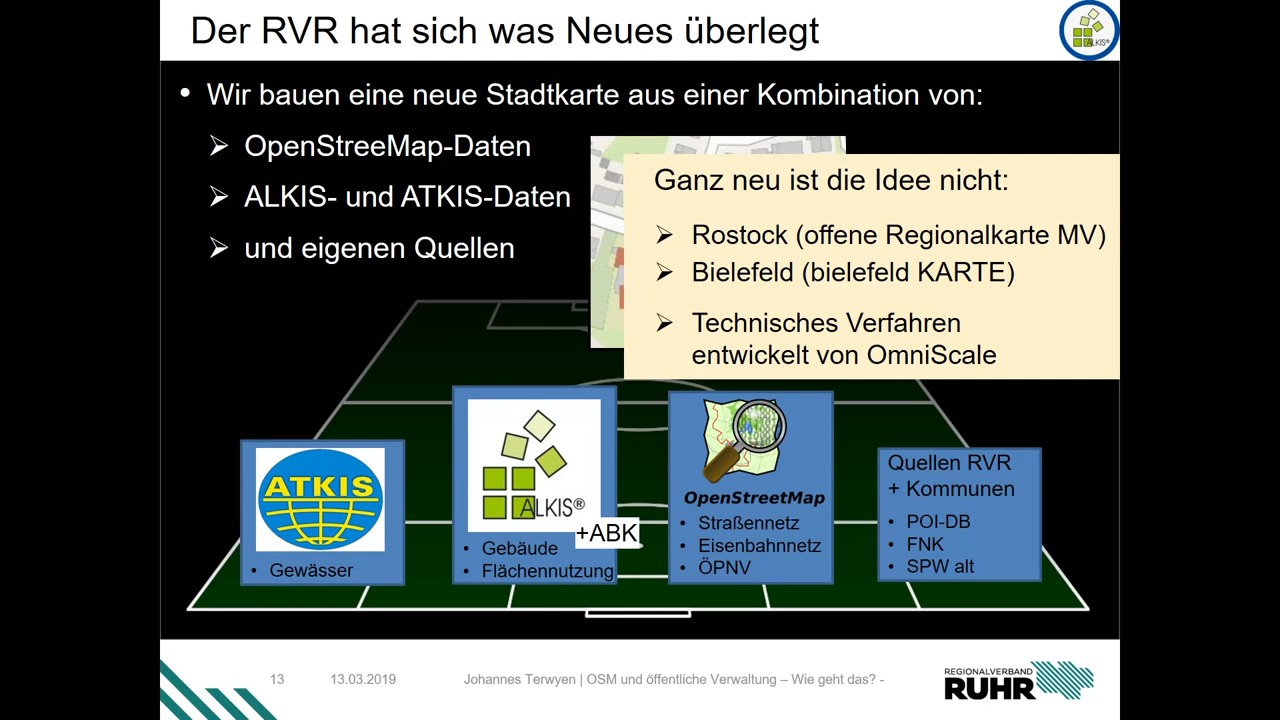 Der RVR hat sich was Neues überlegt
ALKIS®
• Wir bauen eine neue Stadtkarte aus einer Kombination von:
➢ OpenStreeMap-Daten
➢ ALKIS- und ATKIS-Daten
➢ und eigenen Quellen
Ganz neu ist die Idee nicht:
➢ Rostock (offene Regionalkarte MV)
➢ Bielefeld (bielefeld KARTE)
➢ Technisches Verfahren
entwickelt von OmniScale
ATKIS
• Gewässer
ALKIS®
+ABK
• Gebäude
• Flächennutzung
OpenStreetMap
• Straßennetz
• Eisenbahnnetz
• ÖPNV
Quellen RVR
+ Kommunen
• POI-DB
• FNK
• SPW alt
13
13.03.2019
Johannes Terwyen | OSM und öffentliche Verwaltung – Wie geht das? -
REGIONALVERBAND
RUHR